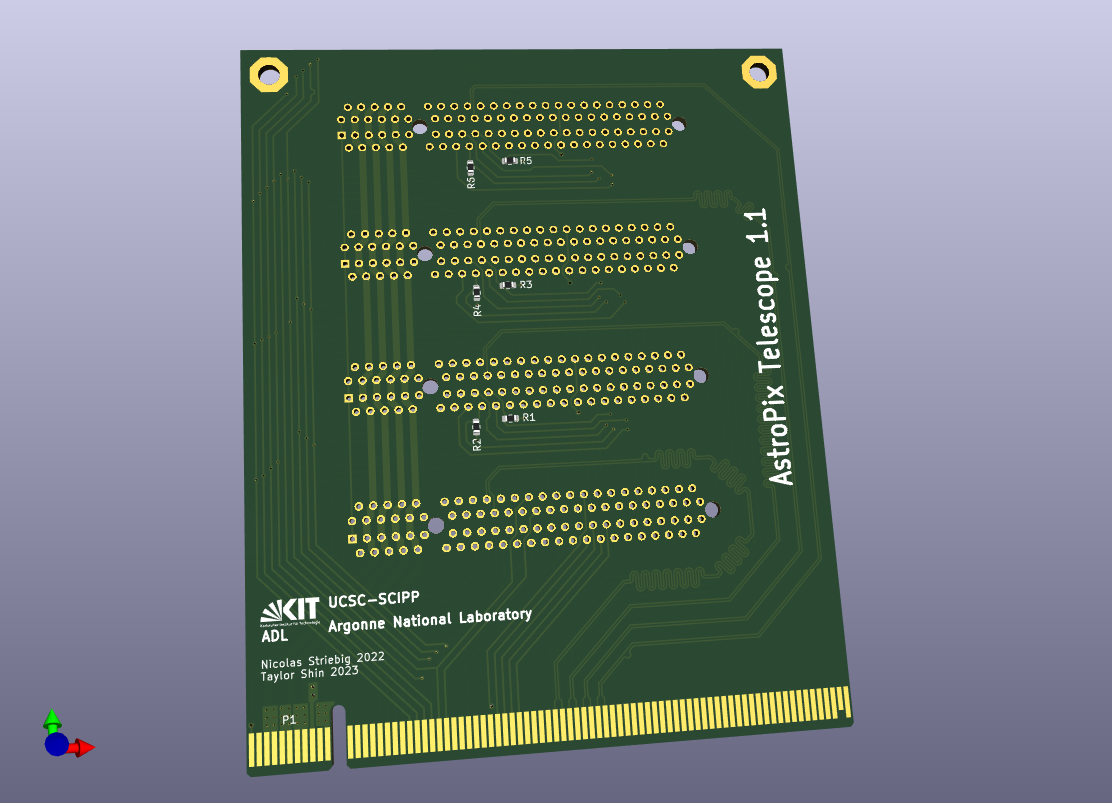 R5
R6
R3
R4
R1
R2
AstroPix Telescope 1.1
KIT
ADL
UCSC-SCIPP
Argonne National Laboratory
Nicolas Striebig 2022
Taylor Shin 2023
P1